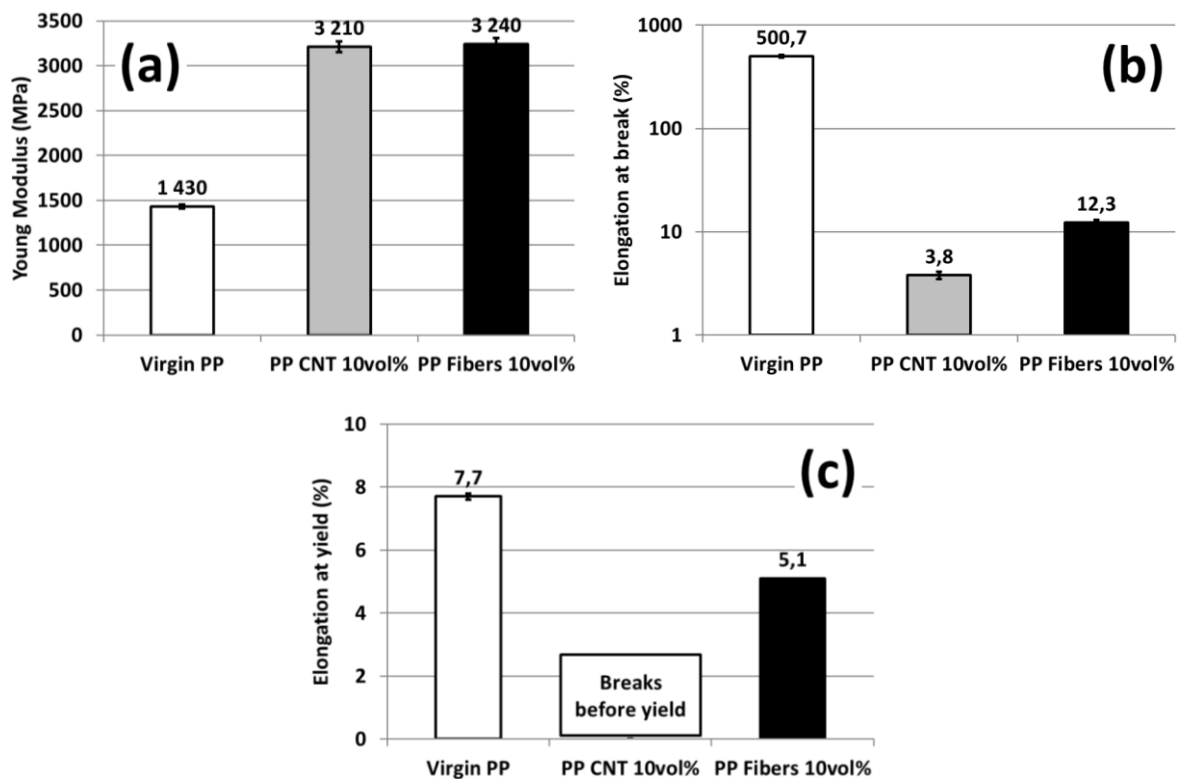 (a)
Young Modulus (MPa)
3500
3000
2500
2000
1500
1000
500
0
1 430
3 210
3 240
Virgin PP
PP CNT 10vol%
PP Fibers 10vol%
(b)
Elongation at break (%)
1000
100
10
1
500,7
3,8
12,3
Virgin PP
PP CNT 10vol%
PP Fibers 10vol%
(c)
Elongation at yield (%)
10
8
6
4
2
0
7,7
Breaks
before yield
5,1
Virgin PP
PP CNT 10vol%
PP Fibers 10vol%